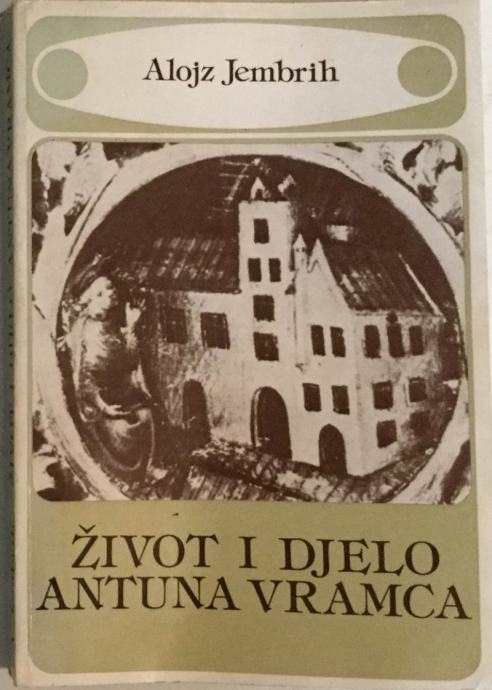 Alojz Jembrih
ŽIVOT I DJELO
ANTUNA VRAMCA